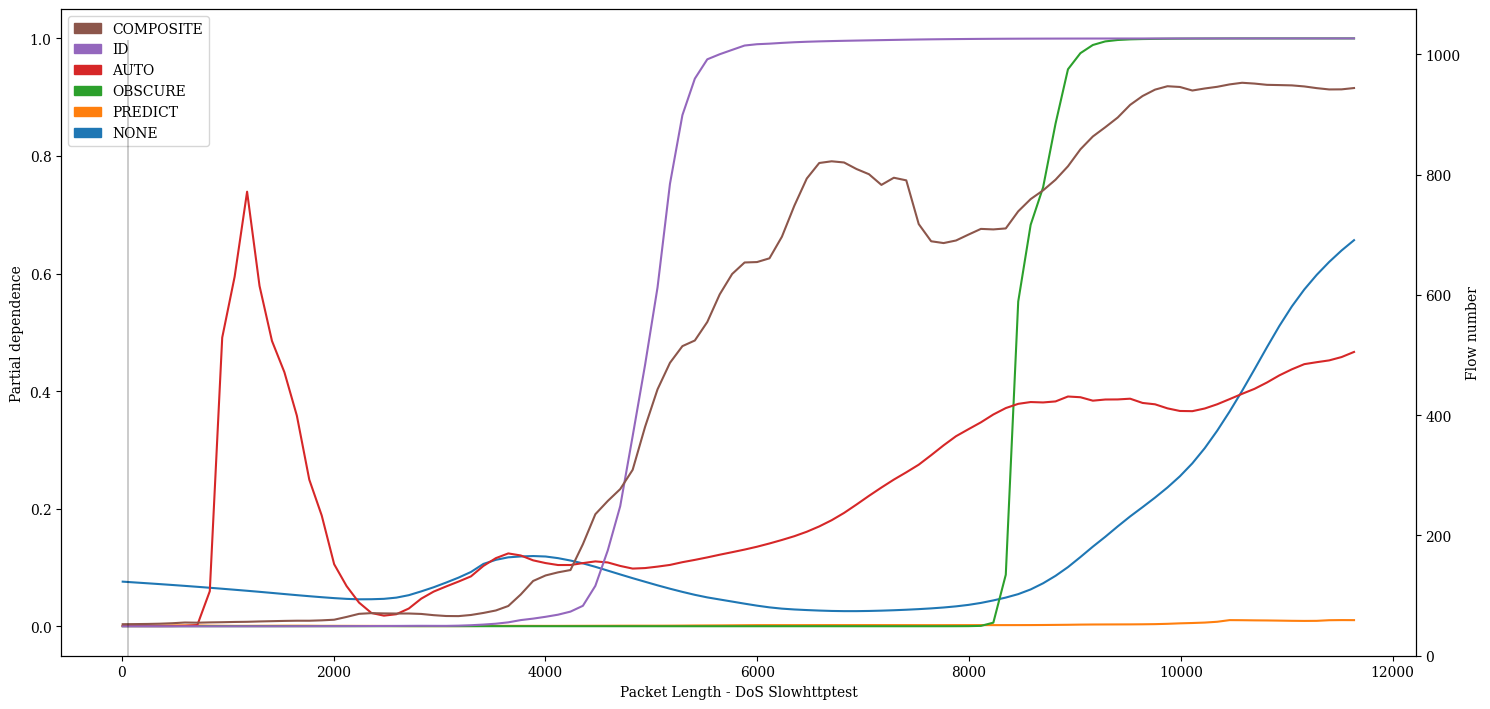 COMPOSITE
ID
AUTO
OBSCURE
PREDICT
NONE
Partial dependence
1.0
0.8
0.6
0.4
0.2
0.0
1000
800
600
400
200
0
Flow number
0 2000 4000 6000 8000 10000 12000
Packet Length - DoS Slowhttptest